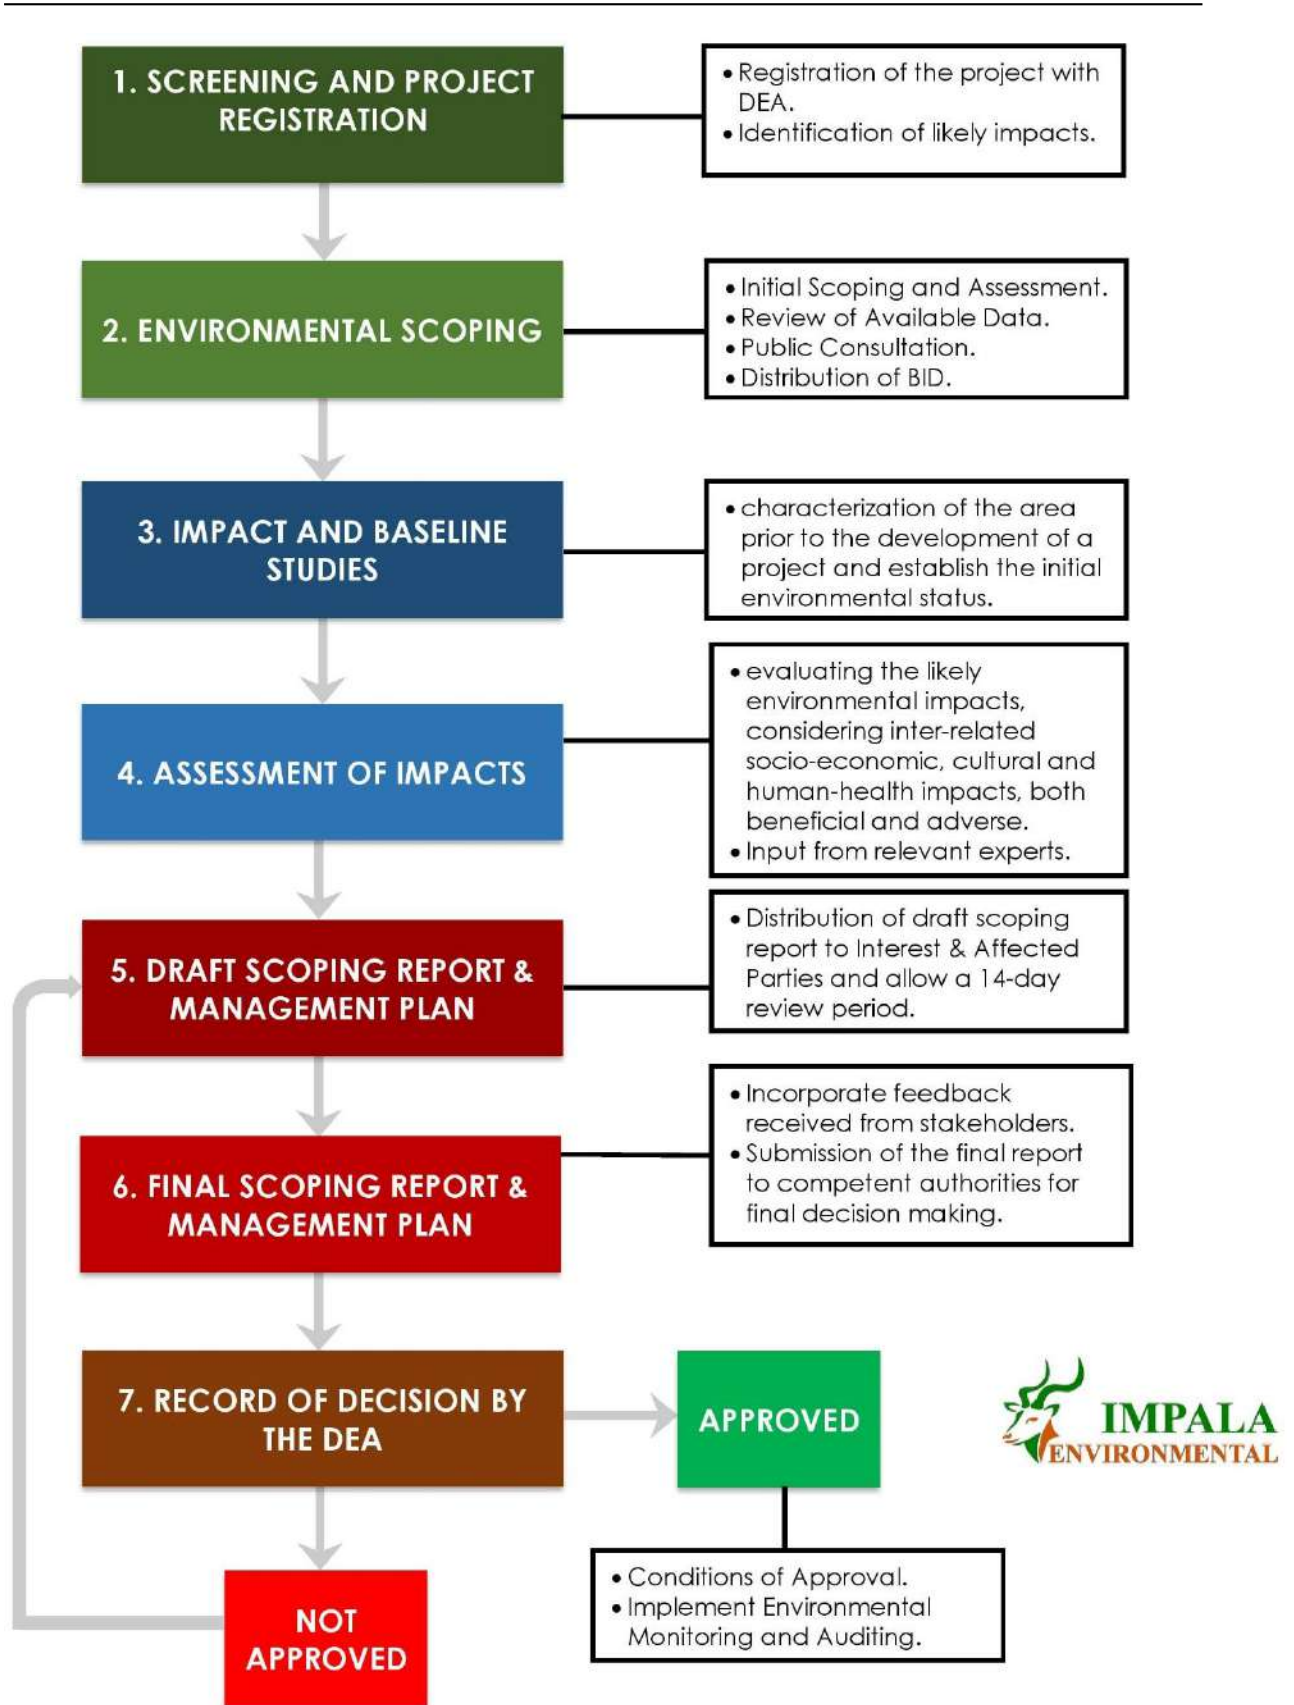 1. SCREENING AND PROJECT
REGISTRATION
• Registration of the project with
DEA.
• Identification of likely impacts.
2. ENVIRONMENTAL SCOPING
• Initial Scoping and Assessment.
• Review of Available Data.
• Public Consultation.
• Distribution of BID.
3. IMPACT AND BASELINE
STUDIES
• characterization of the area
prior to the development of a
project and establish the initial
environmental status.
4. ASSESSMENT OF IMPACTS
• evaluating the likely
environmental impacts,
considering inter-related
socio-economic, cultural and
human-health impacts, both
beneficial and adverse.
• Input from relevant experts.
5. DRAFT SCOPING REPORT &
MANAGEMENT PLAN
• Distribution of draft scoping
report to Interest & Affected
Parties and allow a 14-day
review period.
6. FINAL SCOPING REPORT &
MANAGEMENT PLAN
• Incorporate feedback
received from stakeholders.
• Submission of the final report
to competent authorities for
final decision making.
7. RECORD OF DECISION BY
THE DEA
APPROVED
IMPALA
ENVIRONMENTAL
• Conditions of Approval.
• Implement Environmental
Monitoring and Auditing.
NOT
APPROVED